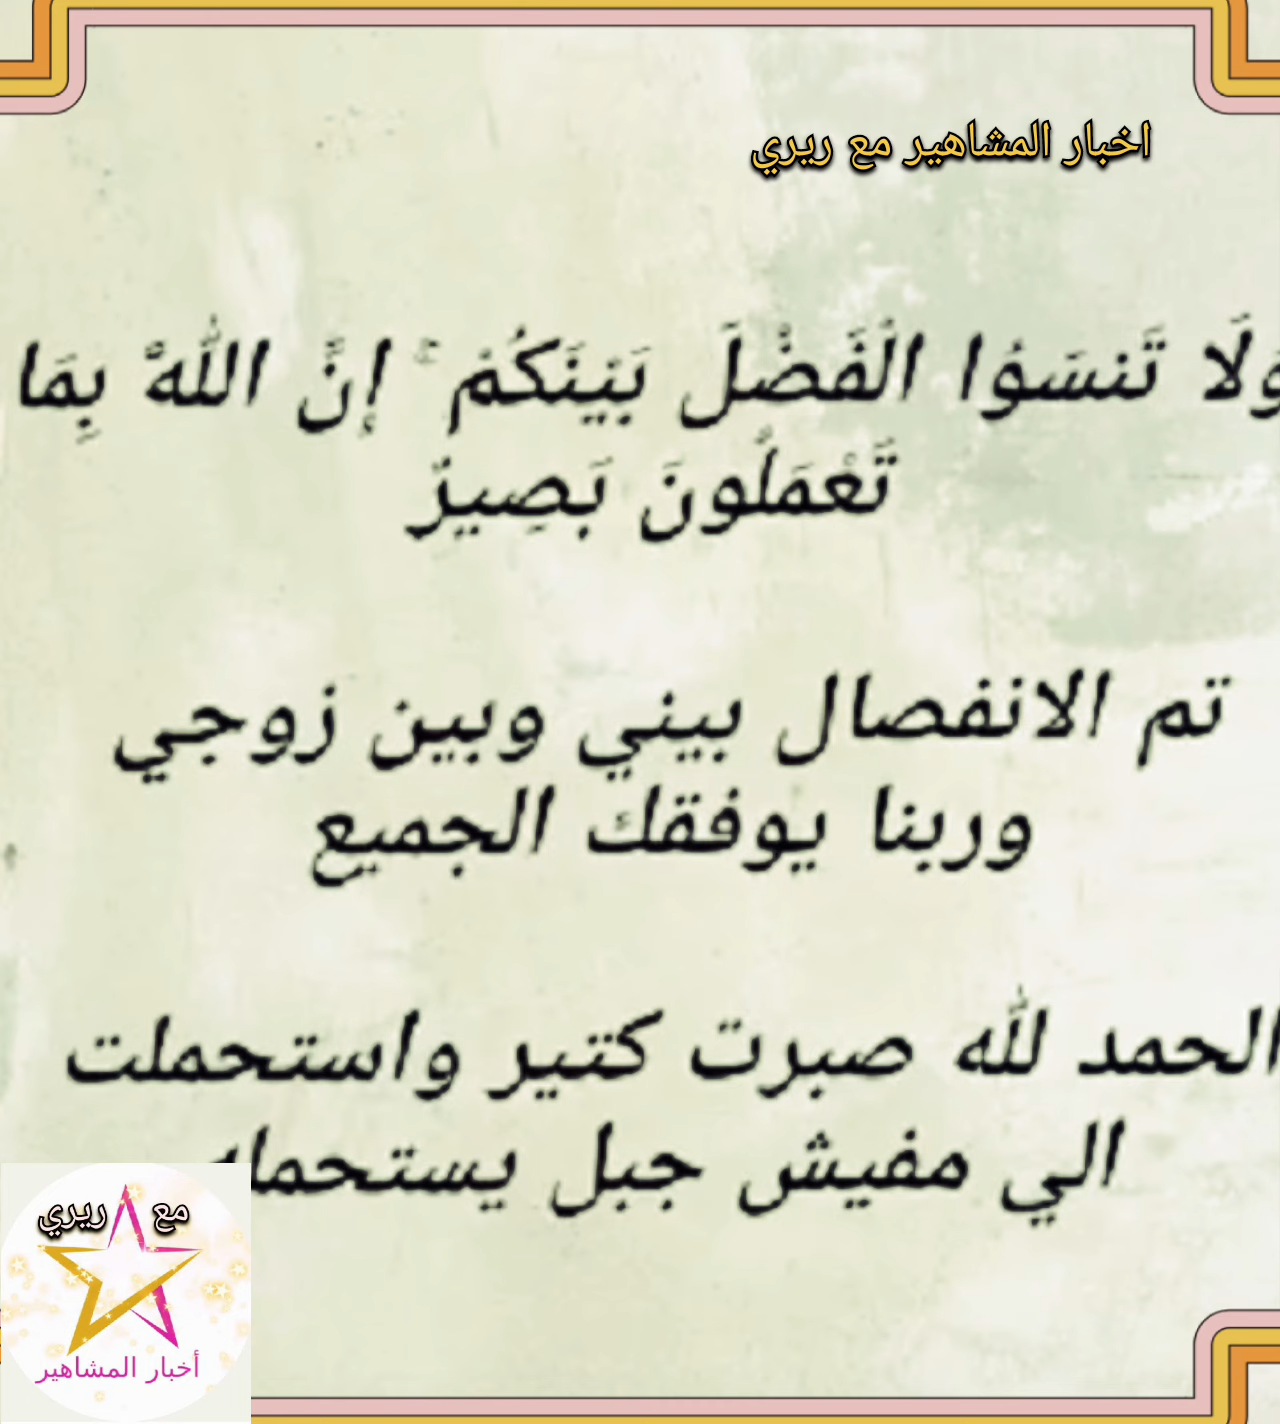 اخبار المشاهير مع ريري
وَلَا تَنسَوُا الْفَضْلَ بَيْنَكُمْ ۚ إِنَّ اللَّهَ بِمَا
تَعْمَلُونَ بَصِيرٌ
تم الانفصال بيني وبين زوجي
وربنا يوفقك الجميع
الحمد لله صبرت كتير واستحملت
الي مفيش جبل يستحمله
مع ريري
أخبار المشاهير